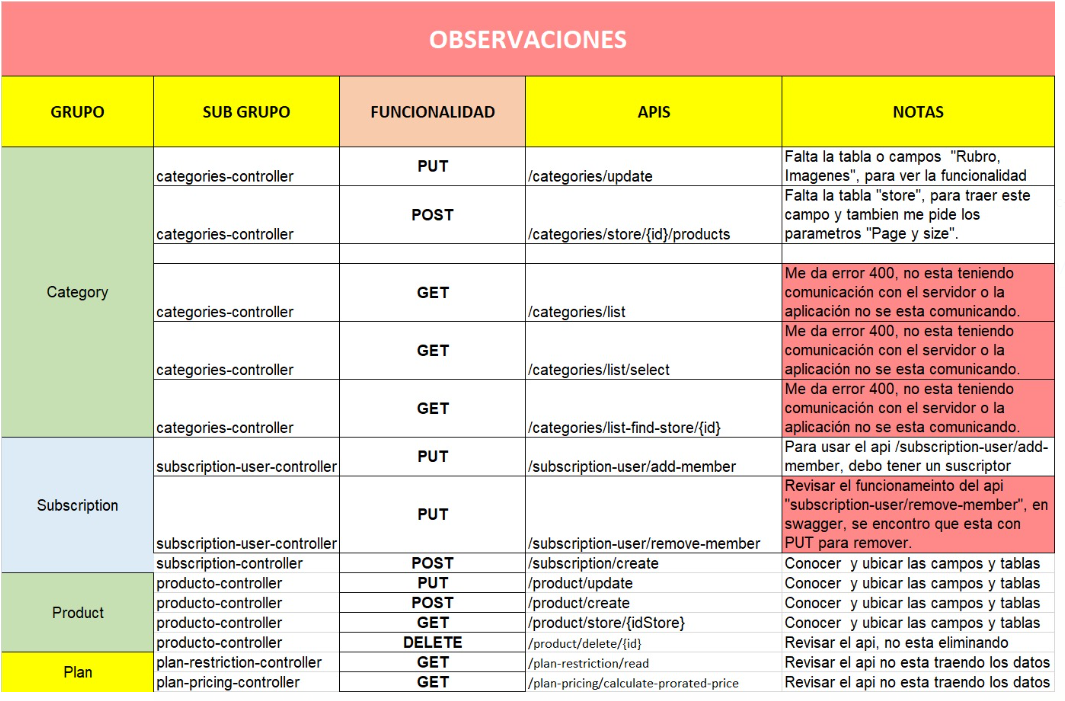 OBSERVACIONES
GRUPO SUB GRUPO FUNCIONALIDAD APIS NOTAS
Category
categories-controller PUT /categories/update Falta la tabla o campos "Rubro,
Imagenes", para ver la funcionalidad
categories-controller POST /categories/store/{id}/products Falta la tabla "store", para traer este
campo y tambien me pide los
parametros "Page y size".
categories-controller GET /categories/list Me da error 400, no esta teniendo
comunicación con el servidor o la
aplicación no se esta comunicando.
categories-controller GET /categories/list/select Me da error 400, no esta teniendo
comunicación con el servidor o la
aplicación no se esta comunicando.
categories-controller GET /categories/list-find-store/{id} Me da error 400, no esta teniendo
comunicación con el servidor o la
aplicación no se esta comunicando.
Subscription
subscription-user-controller PUT /subscription-user/add-member Para usar el api /subscription-user/add-
member, debo tener un suscriptor
subscription-user-controller PUT /subscription-user/remove-member Revisar el funcionameinto del api
"subscription-user/remove-member", en
swagger, se encontro que esta con
PUT para remover.
subscription-controller POST /subscription/create Conocer y ubicar las campos y tablas
Product
producto-controller PUT /product/update Conocer y ubicar las campos y tablas
producto-controller POST /product/create Conocer y ubicar las campos y tablas
producto-controller GET /product/store/{idStore} Conocer y ubicar las campos y tablas
producto-controller DELETE /product/delete/{id} Revisar el api, no esta eliminando
Plan
plan-restriction-controller GET /plan-restriction/read Revisar el api no esta traendo los datos
plan-pricing-controller GET /plan-pricing/calculate-prorated-price Revisar el api no esta traendo los datos